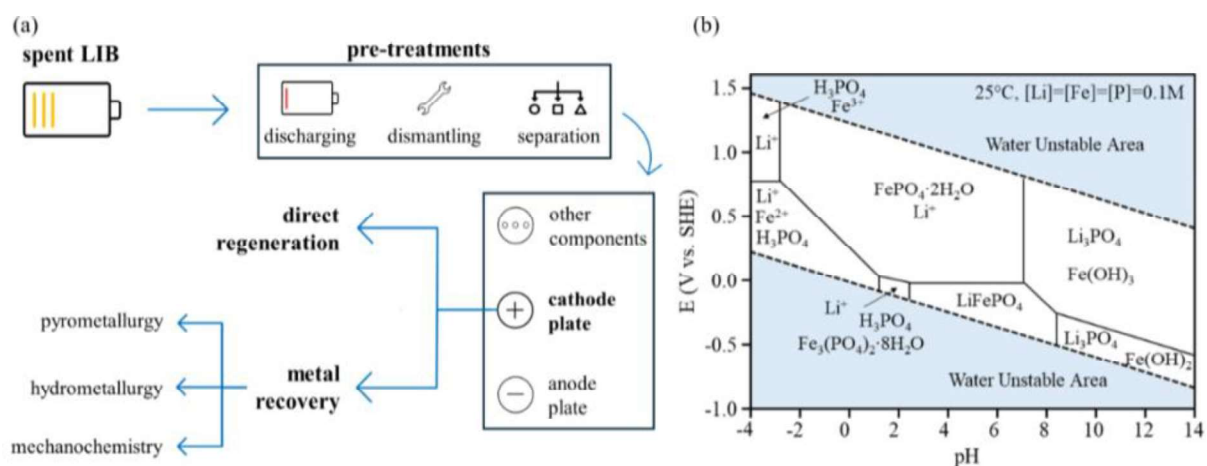 (a)
spent LIB
pre-treatments
discharging
dismantling
separation
direct
regeneration
other
components
cathode
plate
anode
plate
metal
recovery
pyrometallurgy
hydrometallurgy
mechanochemistry
(b)
E (V vs. SHE)
1.5
1.0
0.5
0.0
-0.5
-1.0
25°C, [Li]=[Fe]=[P]=0.1M
H₃PO₄
Fe³⁺
Li⁺
Water Unstable Area
FePO₄·2H₂O
Li⁺
Li⁺
Fe²⁺
H₃PO₄
Li₃PO₄
Fe(OH)₃
Li⁺
H₃PO₄
Fe₃(PO₄)₂·8H₂O
LiFePO₄
Li₃PO₄
Fe(OH)₂
Water Unstable Area
-4 -2 0 2 4 6 8 10 12 14
pH